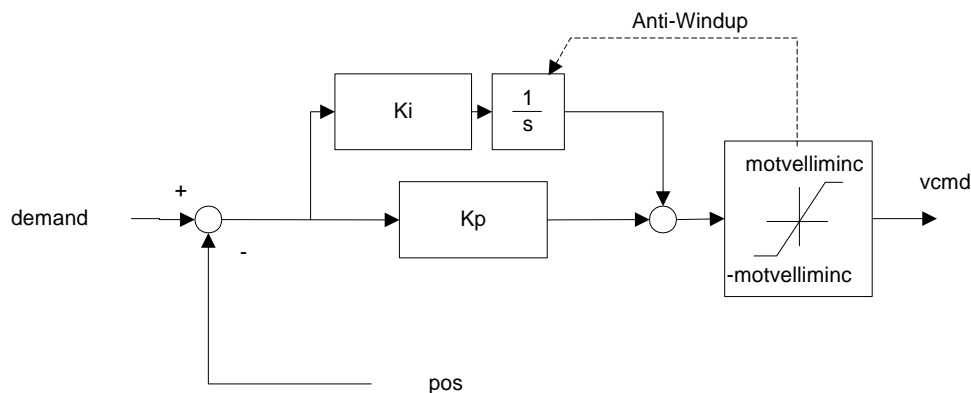 Anti-Windup
Ki
1
s
motvelliminc
vcmd
+
demand
Kp
-
-motvelliminc
pos